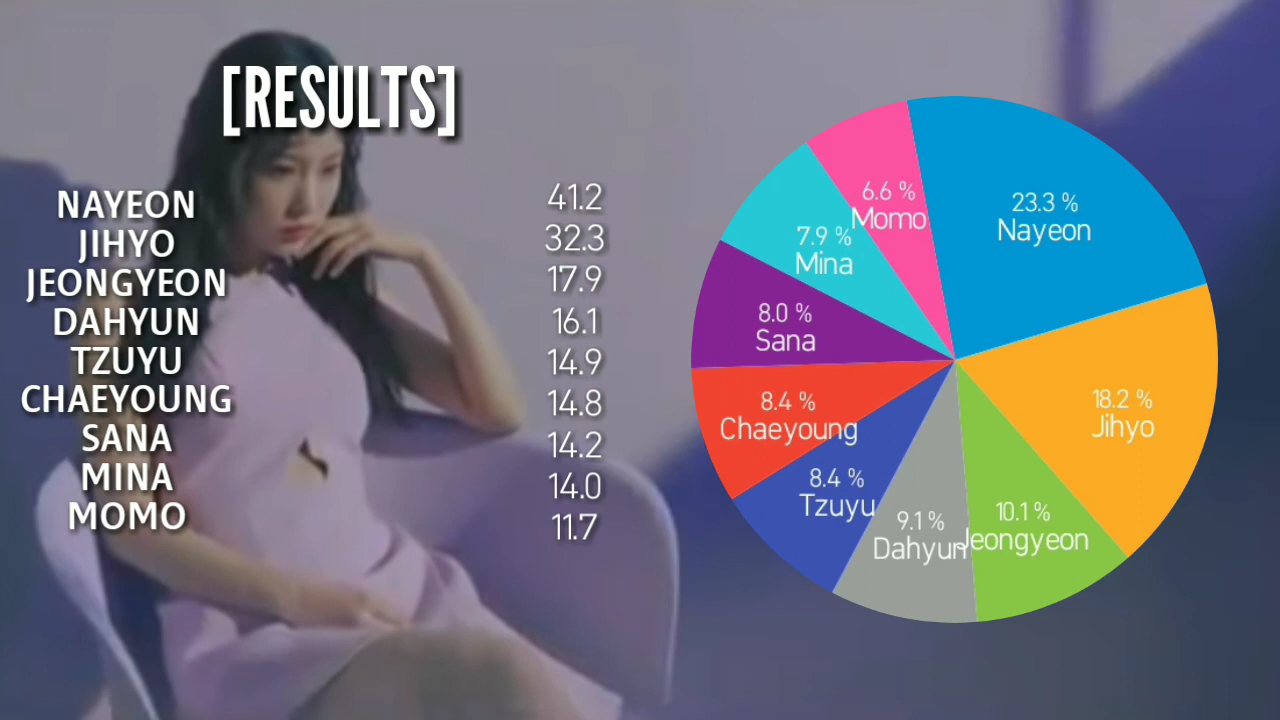 [RESULTS]
NAYEON 41.2
JIHYO 32.3
JEONGYEON 17.9
DAHYUN 16.1
TZUYU 14.9
CHAEYOUNG 14.8
SANA 14.2
MINA 14.0
MOMO 11.7
23.3 %
Nayeon
18.2 %
Jihyo
10.1 %
Jeongyeon
9.1 %
Dahyun
8.4 %
Tzuyu
8.4 %
Chaeyoung
8.0 %
Sana
7.9 %
Mina
6.6 %
Momo